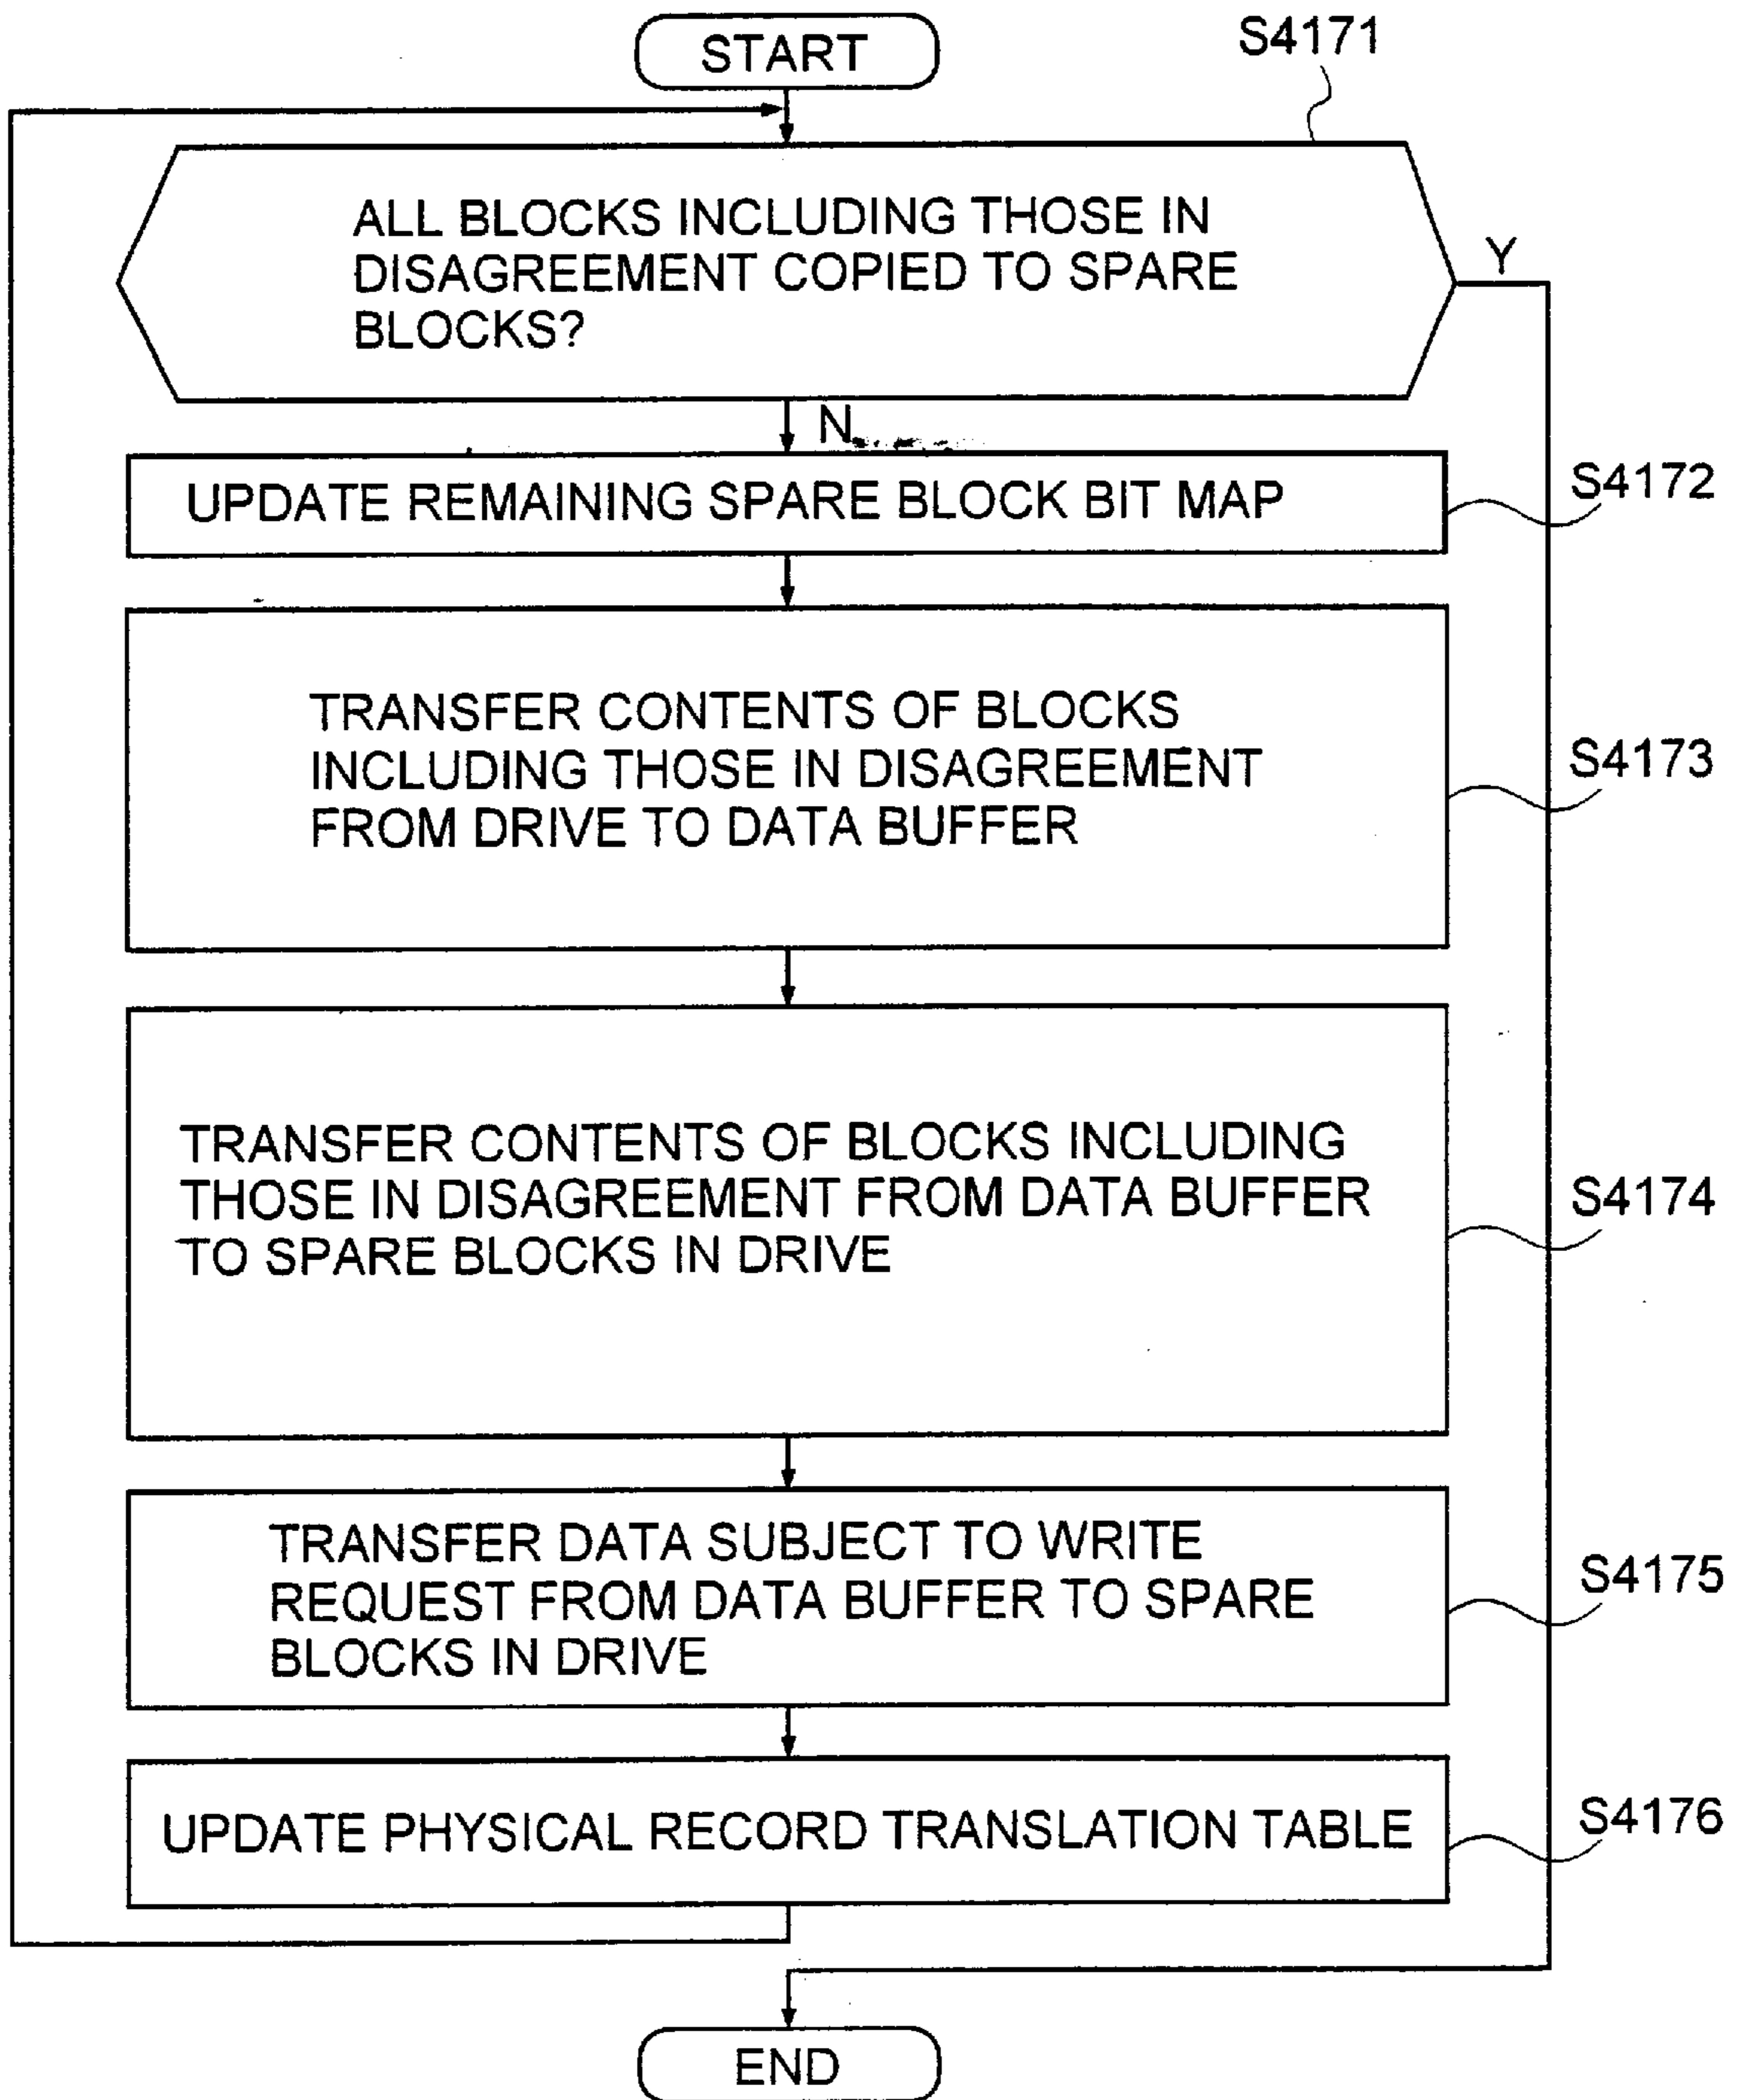 START
S4171
ALL BLOCKS INCLUDING THOSE IN
DISAGREEMENT COPIED TO SPARE
BLOCKS?
Y
N
UPDATE REMAINING SPARE BLOCK BIT MAP
S4172
TRANSFER CONTENTS OF BLOCKS
INCLUDING THOSE IN DISAGREEMENT
FROM DRIVE TO DATA BUFFER
S4173
TRANSFER CONTENTS OF BLOCKS INCLUDING
THOSE IN DISAGREEMENT FROM DATA BUFFER
TO SPARE BLOCKS IN DRIVE
S4174
TRANSFER DATA SUBJECT TO WRITE
REQUEST FROM DATA BUFFER TO SPARE
BLOCKS IN DRIVE
S4175
UPDATE PHYSICAL RECORD TRANSLATION TABLE
S4176
END